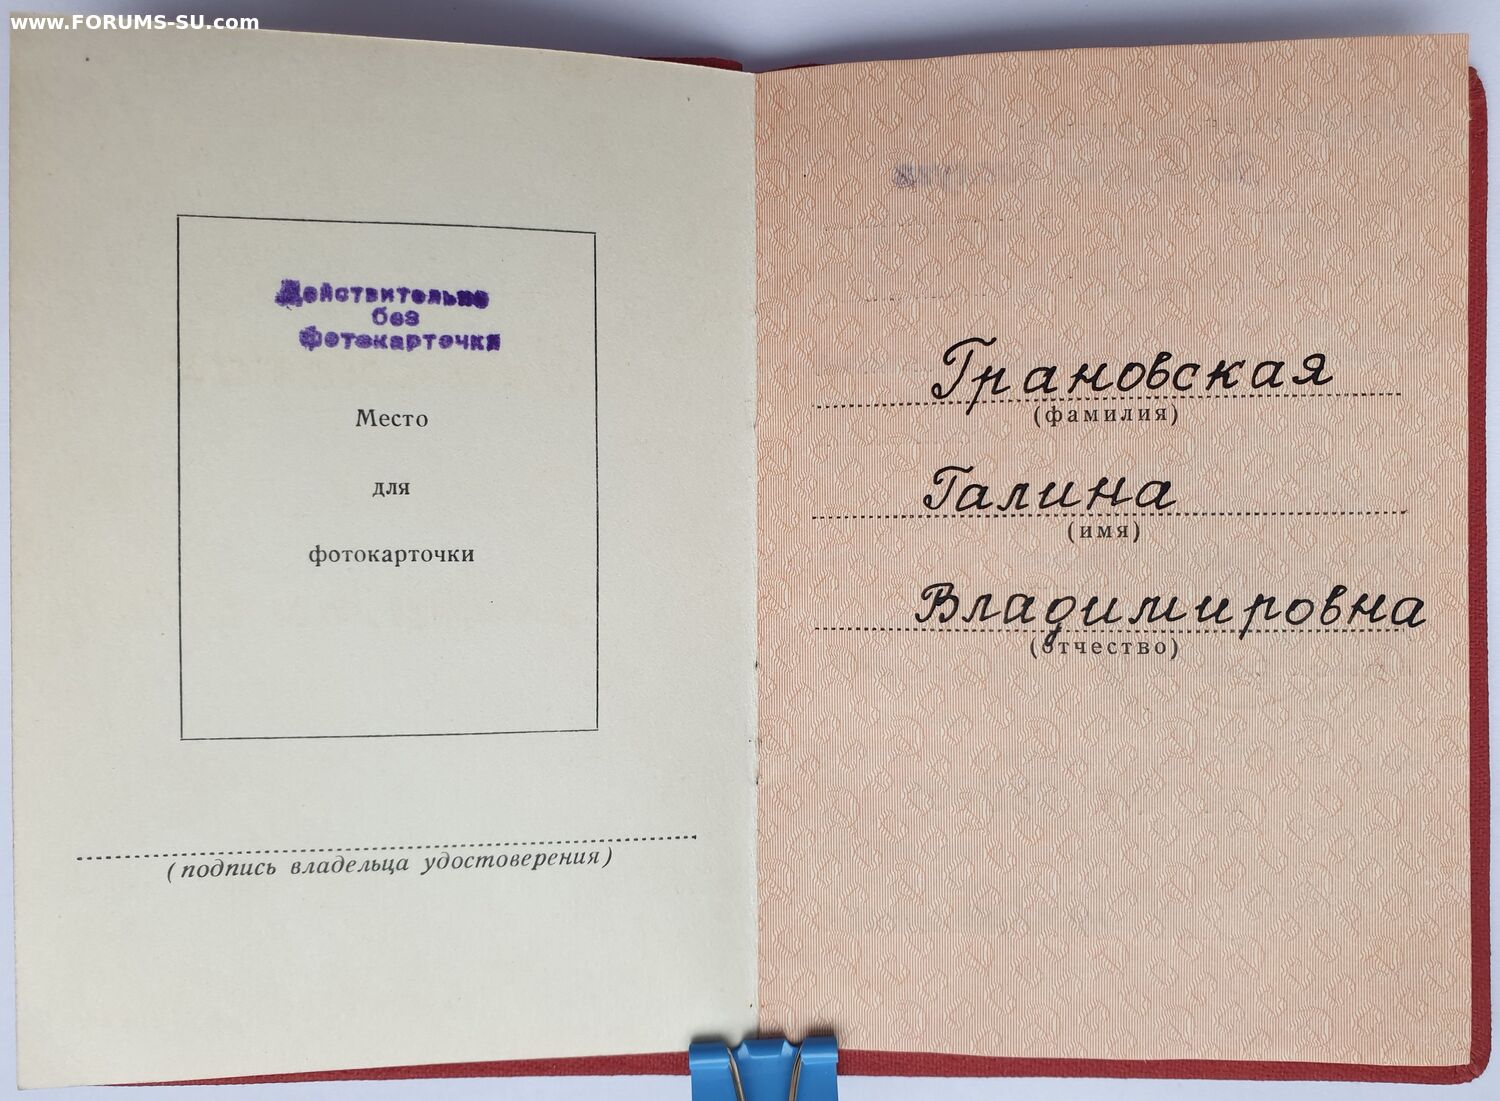 www.FORUMS-SU.com
Действительно
без
фотокарточки
Место
для
фотокарточки
(подпись владельца удостоверения)
Грановская
(фамилия)
Галина
(имя)
Владимировна
(отчество)